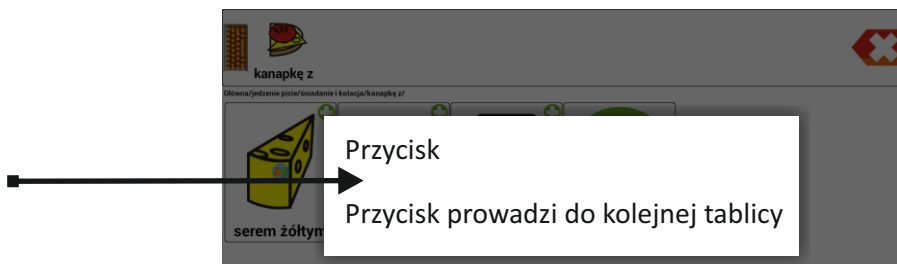 kanapkę z
Główna/jedzenie picie/śniadanie i kolacja/kanapkę z/
Przycisk
Przycisk prowadzi do kolejnej tablicy
serem żółtym